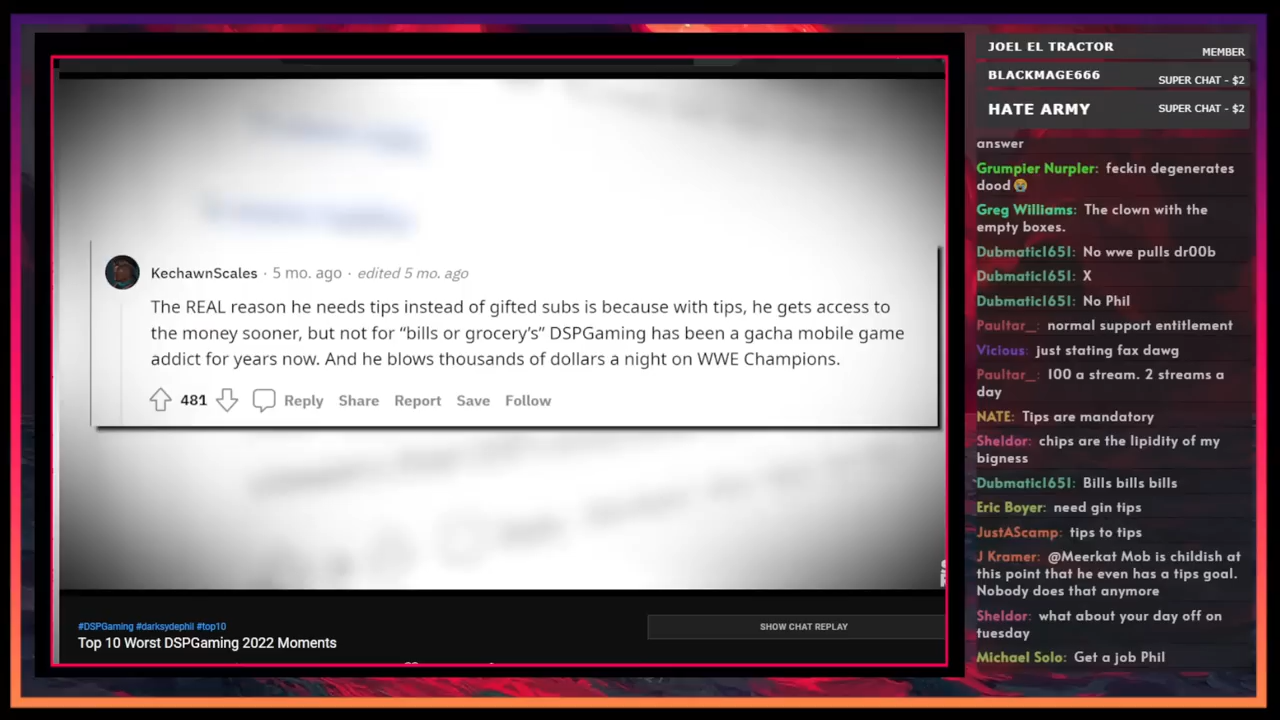 JOEL EL TRACTOR
MEMBER
BLACKMAGE666
SUPER CHAT - $2
HATE ARMY
SUPER CHAT - $2
KechawnScales · 5 mo. ago · edited 5 mo. ago
The REAL reason he needs tips instead of gifted subs is because with tips, he gets access to
the money sooner, but not for “bills or grocery’s” DSPGaming has been a gacha mobile game
addict for years now. And he blows thousands of dollars a night on WWE Champions.
481 Reply Share Report Save Follow
#DSPGaming #darksydephil #top10
Top 10 Worst DSPGaming 2022 Moments
SHOW CHAT REPLAY
answer
Grumpier Nurpler: feckin degenerates
dood😭
Greg Williams: The clown with the
empty boxes.
Dubmatic1651: No wwe pulls dr00b
Dubmatic1651: X
Dubmatic1651: No Phil
Paultar_: normal support entitlement
Vicious: just stating fax dawg
Paultar_: 100 a stream. 2 streams a
day
NATE: Tips are mandatory
Sheldor: chips are the lipidity of my
bigness
Dubmatic1651: Bills bills bills
Eric Boyer: need gin tips
JustAScamp: tips to tips
J Kramer: @Meerkat Mob is childish at
this point that he even has a tips goal.
Nobody does that anymore
Sheldor: what about your day off on
tuesday
Michael Solo: Get a job Phil